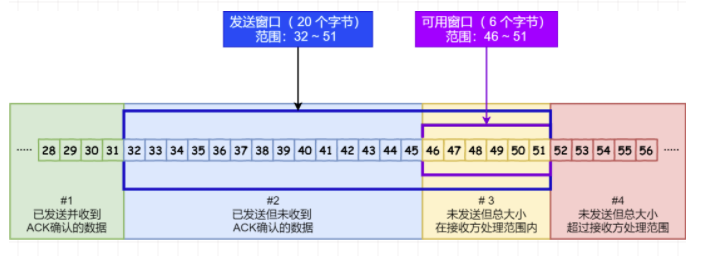 发送窗口（ 20 个字节）
范围：32 ~ 51
可用窗口（ 6 个字节）
范围：46 ~ 51
····· 28 29 30 31 32 33 34 35 36 37 38 39 40 41 42 43 44 45 46 47 48 49 50 51 52 53 54 55 56 ·····
#1
已发送并收到
ACK确认的数据
#2
已发送但未收到
ACK确认的数据
# 3
未发送但总大小
在接收方处理范围内
#4
未发送但总大小
超过接收方处理范围